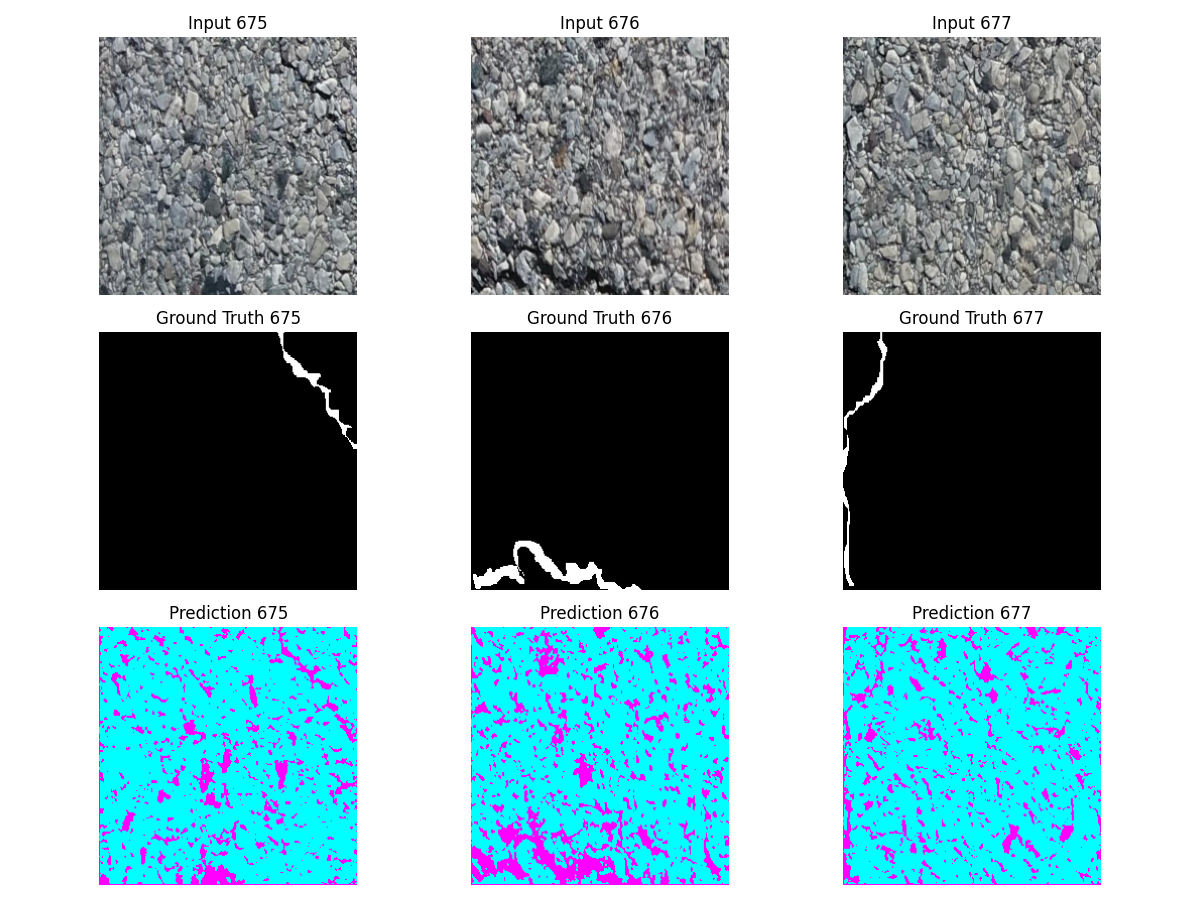 Input 675
Input 676
Input 677
Ground Truth 675
Ground Truth 676
Ground Truth 677
Prediction 675
Prediction 676
Prediction 677